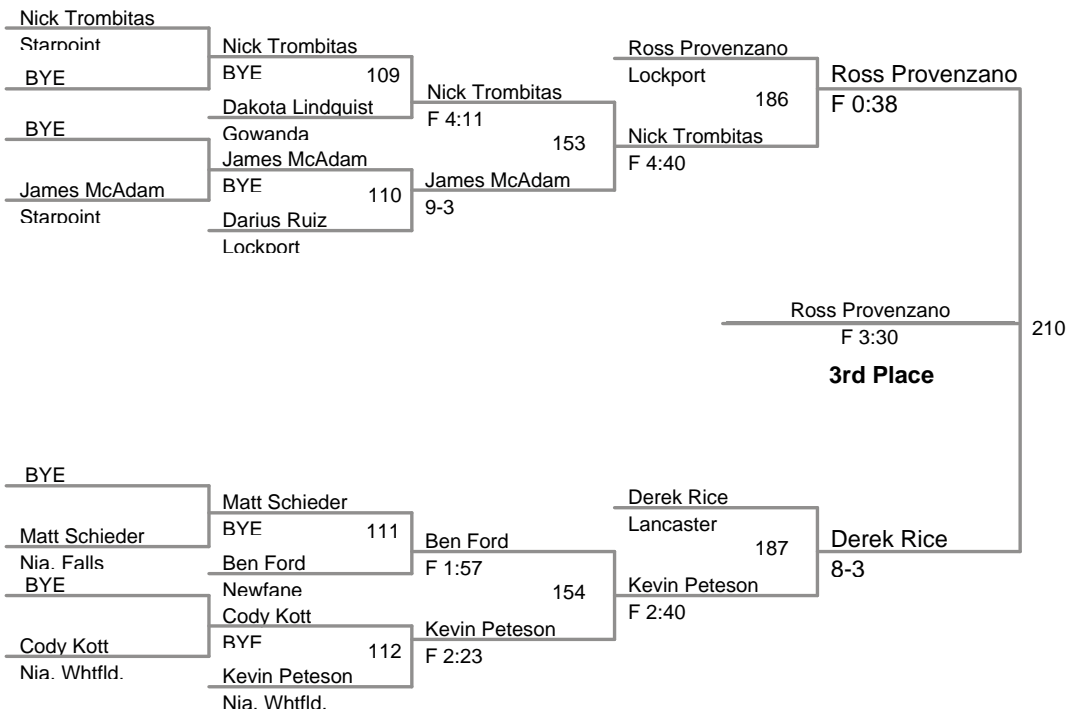 Nick Trombitas
Starpoint
BYE
BYE
James McAdam
Starpoint
Nick Trombitas
BYE
109
Dakota Lindquist
Gowanda
James McAdam
BYE
110
Darius Ruiz
Lockport
Nick Trombitas
F 4:11
153
James McAdam
9-3
Ross Provenzano
Lockport
186
Nick Trombitas
F 4:40
Ross Provenzano
F 0:38
Ross Provenzano
F 3:30
3rd Place
210
BYE
Matt Schieder
Nia. Falls
BYE
Cody Kott
Nia. Whtfld.
Matt Schieder
BYE
111
Ben Ford
Newfane
Cody Kott
BYE
112
Kevin Peteson
Nia. Whtfld.
Ben Ford
F 1:57
154
Kevin Peteson
F 2:23
Derek Rice
Lancaster
187
Kevin Peteson
F 2:40
Derek Rice
8-3